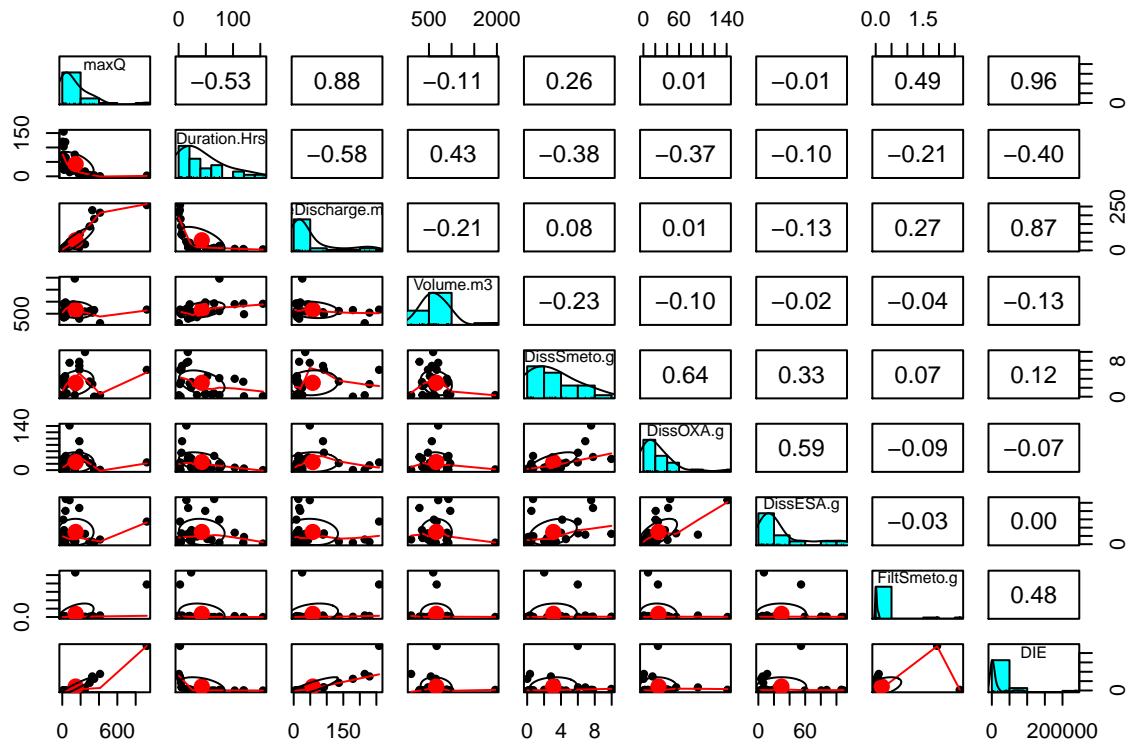 0 100 500 2000 0 60 140 0.0 1.5
maxQ −0.53 0.88 −0.11 0.26 0.01 −0.01 0.49 0.96 0
0 150 Duration.Hrs −0.58 0.43 −0.38 −0.37 −0.10 −0.21 −0.40
eDischarge.m −0.21 0.08 0.01 −0.13 0.27 0.87 0 250
500 Volume.m3 −0.23 −0.10 −0.02 −0.04 −0.13
DissSmeto.g 0.64 0.33 0.07 0.12 0 8
0 140 DissOXA.g 0.59 −0.09 −0.07
DissESA.g −0.03 0.00 0
0.0 FiltSmeto.g 0.48
DIE 0
0 600 0 150 0 4 8 0 60 0 200000